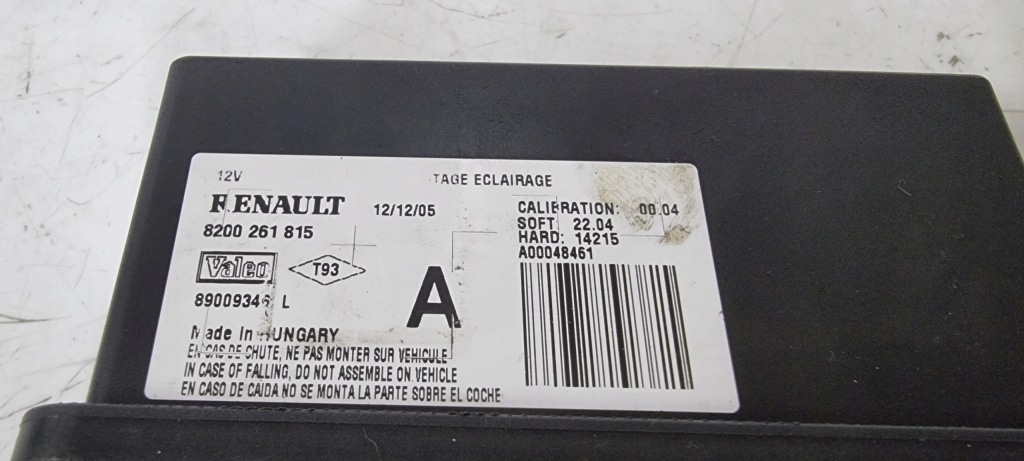 12V TAGE ECLAIRAGE
RENAULT 12/12/05
8200 261 815
CALIBRATION: 00.04
SOFT: 22.04
HARD: 14215
A00048461
Valeo T93
A
89009346 L
Made In HUNGARY
EN CAS DE CHUTE, NE PAS MONTER SUR VEHICULE
IN CASE OF FALLING, DO NOT ASSEMBLE ON VEHICLE
EN CASO DE CAIDA NO SE MONTA LA PARTE SOBRE EL COCHE